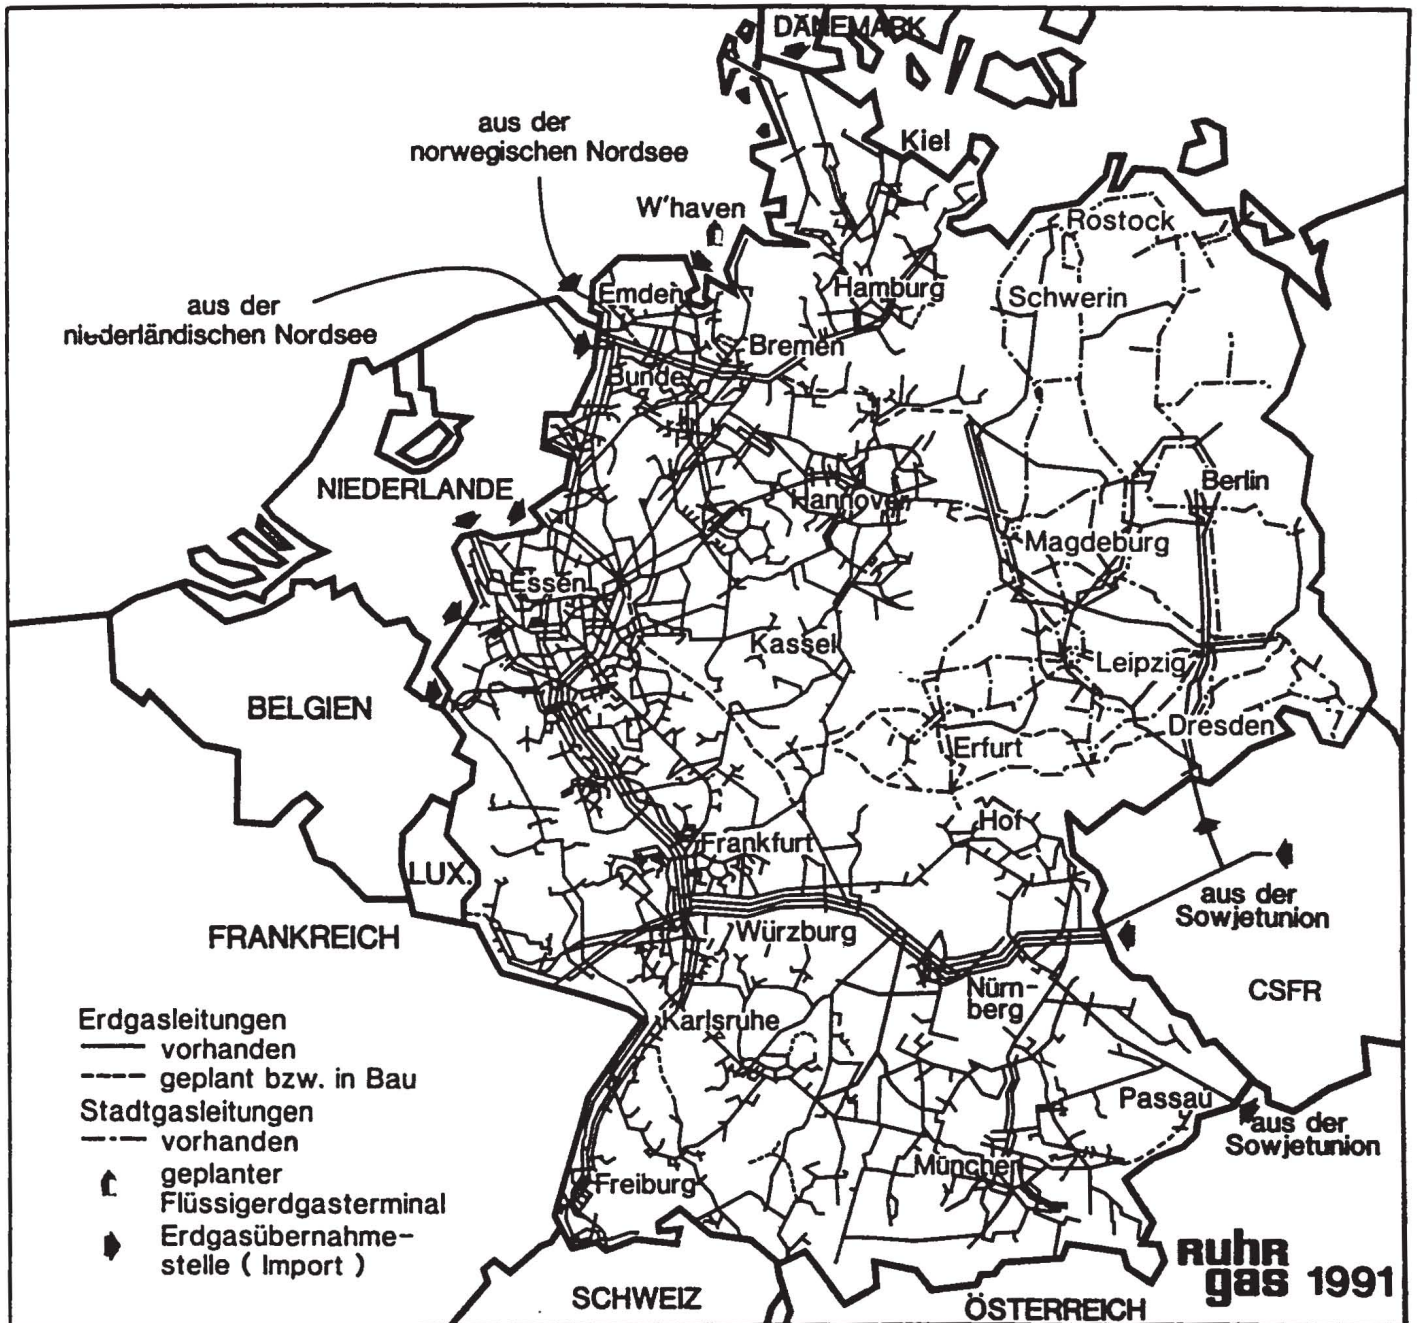 DÄNEMARK
aus der
norwegischen Nordsee
Kiel
W'haven
Rostock
Emden
Hamburg
Schwerin
aus der
niederländischen Nordsee
Bremen
Bunde
NIEDERLANDE
Berlin
Hannover
Magdeburg
Essen
Kassel
Leipzig
BELGIEN
Dresden
Erfurt
Hof
Frankfurt
LUX.
aus der
Sowjetunion
FRANKREICH
Würzburg
Nürn-
berg
CSFR
Karlsruhe
Erdgasleitungen
vorhanden
geplant bzw. in Bau
Stadtgasleitungen
vorhanden
geplanter
Flüssigerdgasterminal
Erdgasübernahme-
stelle ( Import )
Passau
aus der
Sowjetunion
München
Freiburg
SCHWEIZ
ÖSTERREICH
RUhR
gas 1991